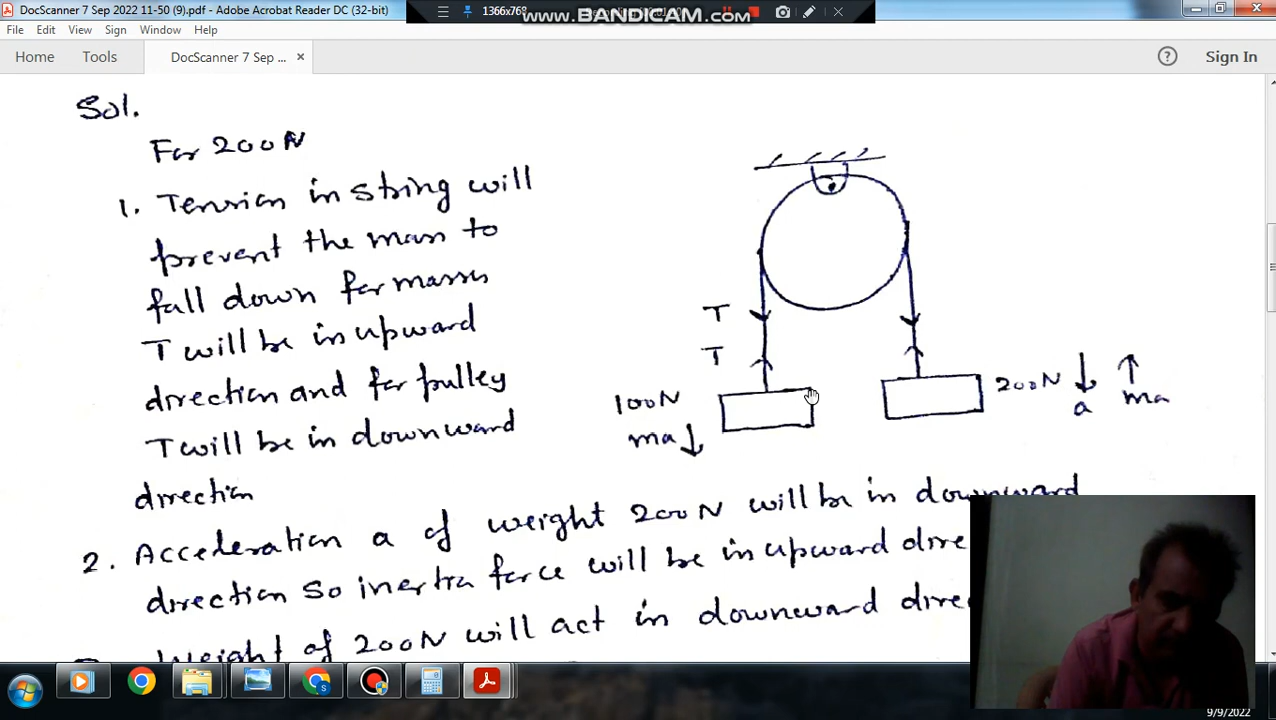 DocScanner 7 Sep 2022 11-50 (9).pdf - Adobe Acrobat Reader DC (32-bit)
1366x768
www.BANDICAM.com
File Edit View Sign Window Help
Home Tools DocScanner 7 Sep ... × Sign In
Sol.
For 200N
1. Tension in string will
prevent the mass to
fall down for masses
T will be in upward
direction and for pulley
T will be in downward
direction
T
T
100N
ma
200N
a
ma
2. Acceleration a of weight 200N will be in downward
direction so inertia force will be in upward dire
Weight of 200N will act in downward direc
9/9/2022